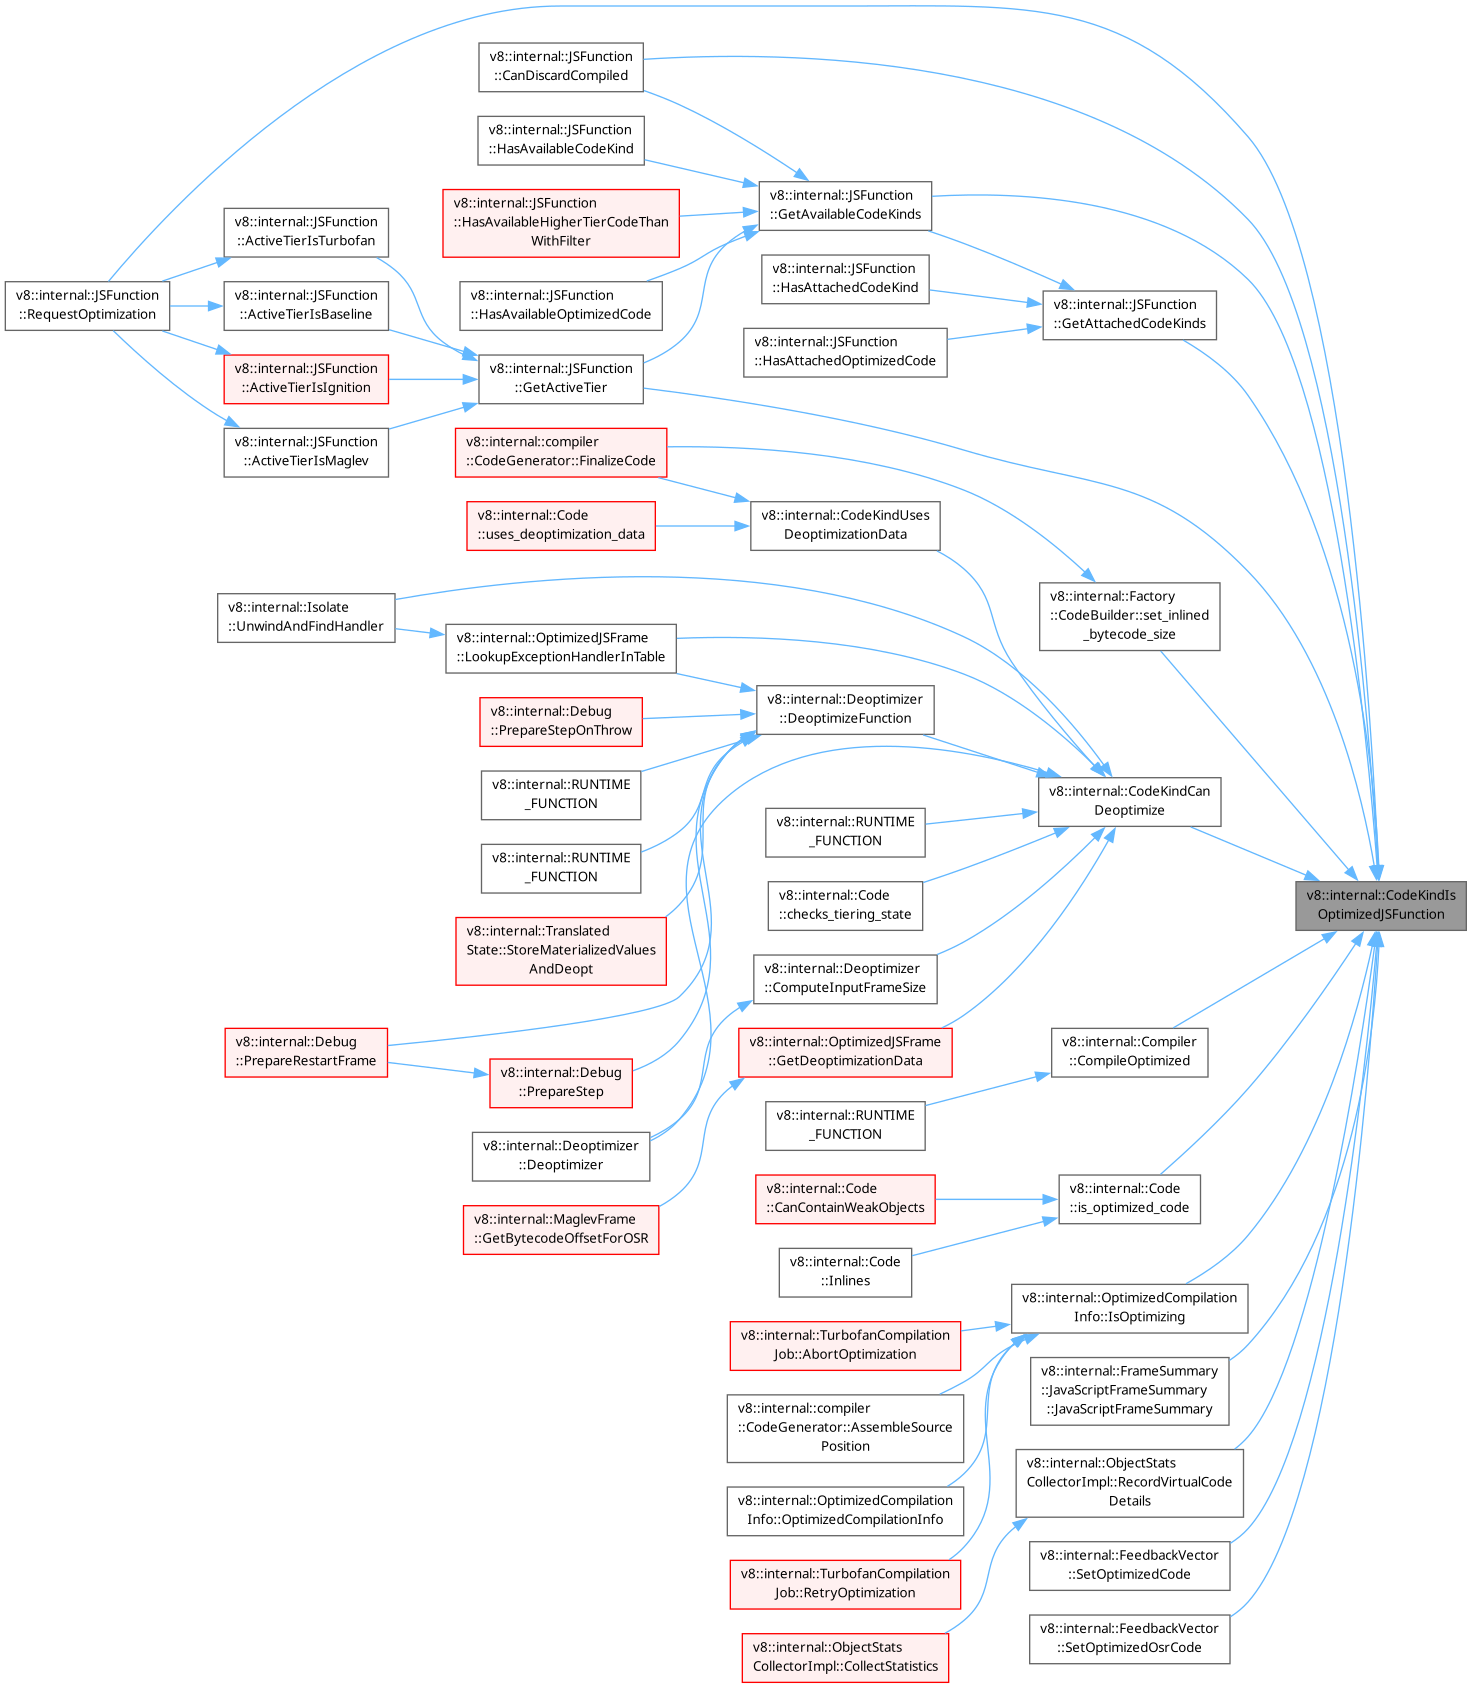 v8::internal::JSFunction
::CanDiscardCompiled
v8::internal::JSFunction
::HasAvailableCodeKind
v8::internal::JSFunction
::HasAvailableHigherTierCodeThan
WithFilter
v8::internal::JSFunction
::GetAvailableCodeKinds
v8::internal::JSFunction
::ActiveTierIsTurbofan
v8::internal::JSFunction
::HasAttachedCodeKind
v8::internal::JSFunction
::RequestOptimization
v8::internal::JSFunction
::ActiveTierIsBaseline
v8::internal::JSFunction
::HasAvailableOptimizedCode
v8::internal::JSFunction
::GetAttachedCodeKinds
v8::internal::JSFunction
::HasAttachedOptimizedCode
v8::internal::JSFunction
::ActiveTierIsIgnition
v8::internal::JSFunction
::GetActiveTier
v8::internal::JSFunction
::ActiveTierIsMaglev
v8::internal::compiler
::CodeGenerator::FinalizeCode
v8::internal::Code
::uses_deoptimization_data
v8::internal::CodeKindUses
DeoptimizationData
v8::internal::Isolate
::UnwindAndFindHandler
v8::internal::Factory
::CodeBuilder::set_inlined
_bytecode_size
v8::internal::OptimizedJSFrame
::LookupExceptionHandlerInTable
v8::internal::Debug
::PrepareStepOnThrow
v8::internal::Deoptimizer
::DeoptimizeFunction
v8::internal::RUNTIME
_FUNCTION
v8::internal::CodeKindCan
Deoptimize
v8::internal::RUNTIME
_FUNCTION
v8::internal::RUNTIME
_FUNCTION
v8::internal::Code
::checks_tiering_state
v8::internal::CodeKindIs
OptimizedJSFunction
v8::internal::Translated
State::StoreMaterializedValues
AndDeopt
v8::internal::Deoptimizer
::ComputeInputFrameSize
v8::internal::Debug
::PrepareRestartFrame
v8::internal::OptimizedJSFrame
::GetDeoptimizationData
v8::internal::Compiler
::CompileOptimized
v8::internal::Debug
::PrepareStep
v8::internal::RUNTIME
_FUNCTION
v8::internal::Deoptimizer
::Deoptimizer
v8::internal::Code
::CanContainWeakObjects
v8::internal::Code
::is_optimized_code
v8::internal::MaglevFrame
::GetBytecodeOffsetForOSR
v8::internal::Code
::Inlines
v8::internal::OptimizedCompilation
Info::IsOptimizing
v8::internal::TurbofanCompilation
Job::AbortOptimization
v8::internal::FrameSummary
::JavaScriptFrameSummary
::JavaScriptFrameSummary
v8::internal::compiler
::CodeGenerator::AssembleSource
Position
v8::internal::ObjectStats
CollectorImpl::RecordVirtualCode
Details
v8::internal::OptimizedCompilation
Info::OptimizedCompilationInfo
v8::internal::FeedbackVector
::SetOptimizedCode
v8::internal::TurbofanCompilation
Job::RetryOptimization
v8::internal::FeedbackVector
::SetOptimizedOsrCode
v8::internal::ObjectStats
CollectorImpl::CollectStatistics